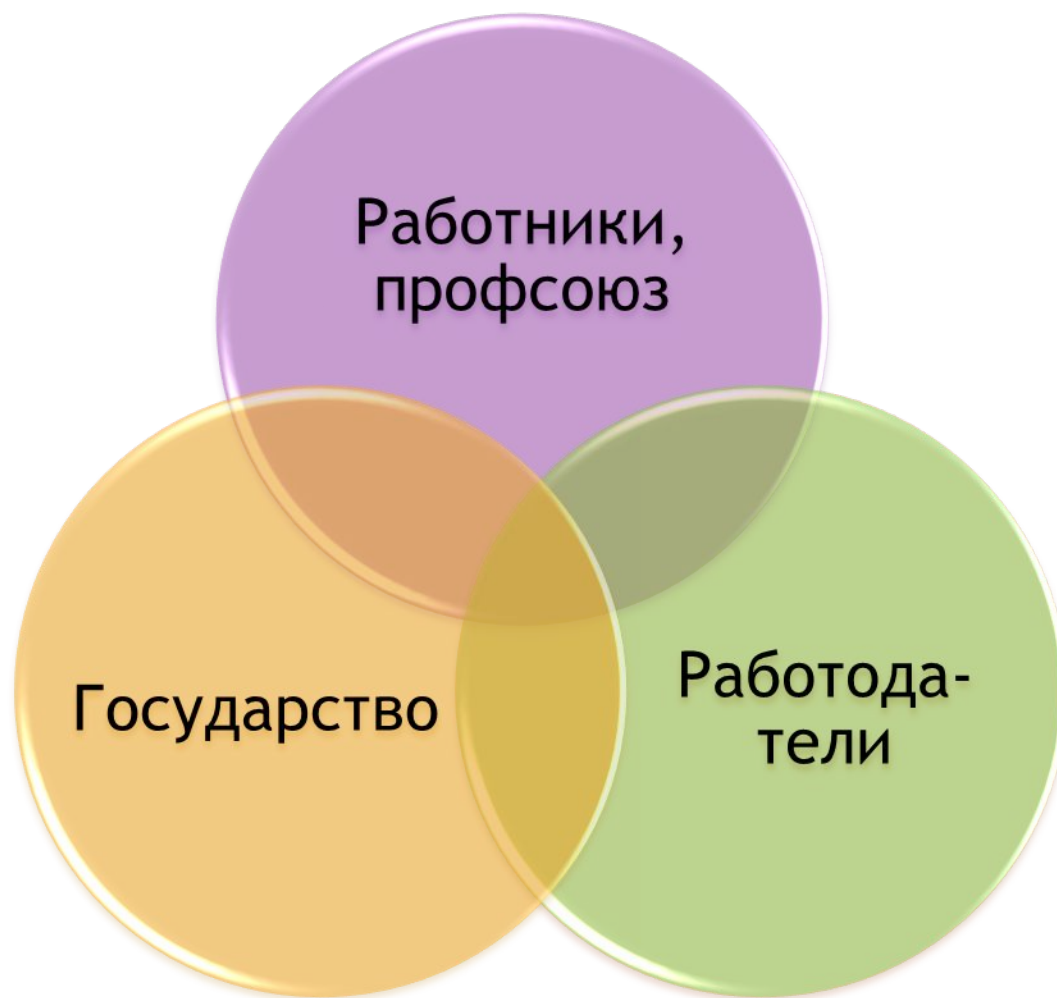 Работники,
профсоюз
Государство
Работода-
тели